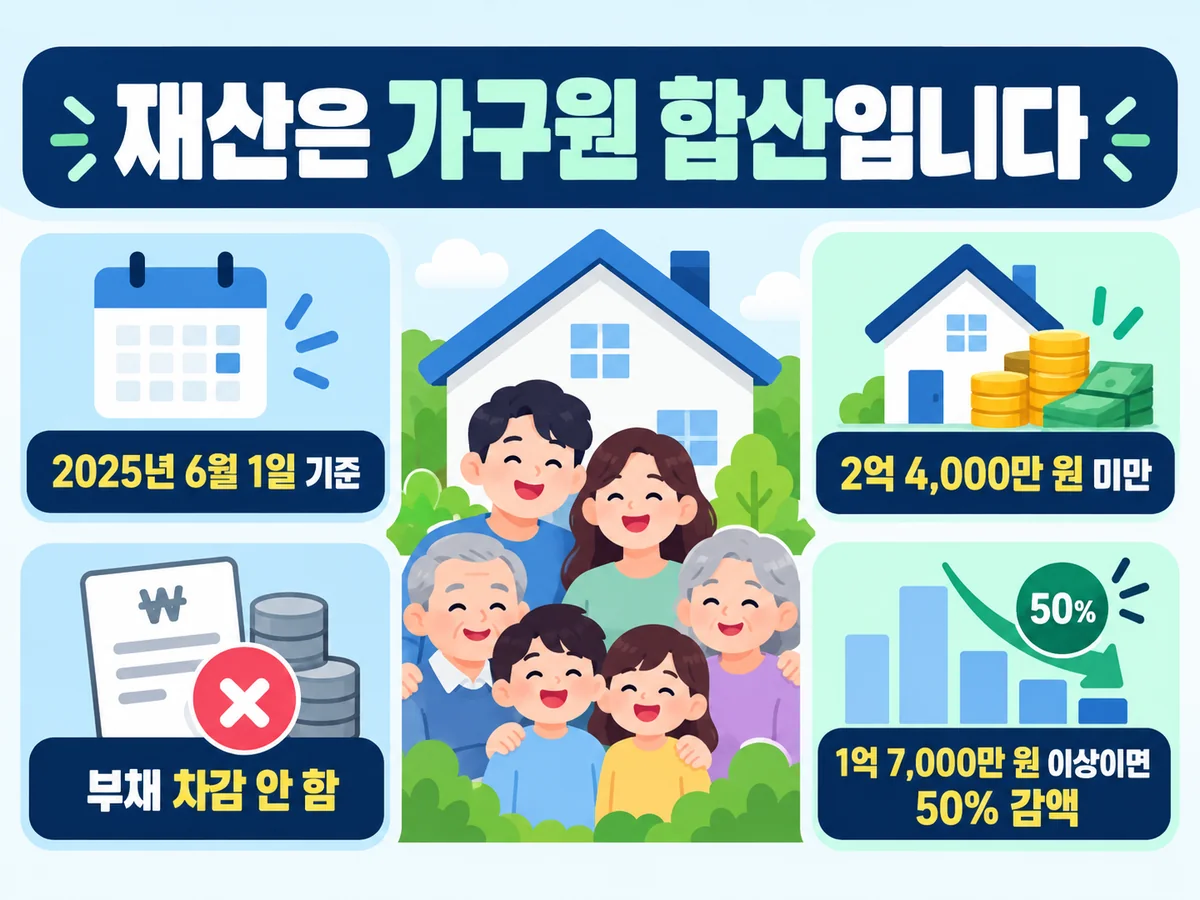 재산은 가구원 합산입니다
2025년 6월 1일 기준
2억 4,000만 원 미만
₩
부채 차감 안 함
50%
1억 7,000만 원 이상이면
50% 감액